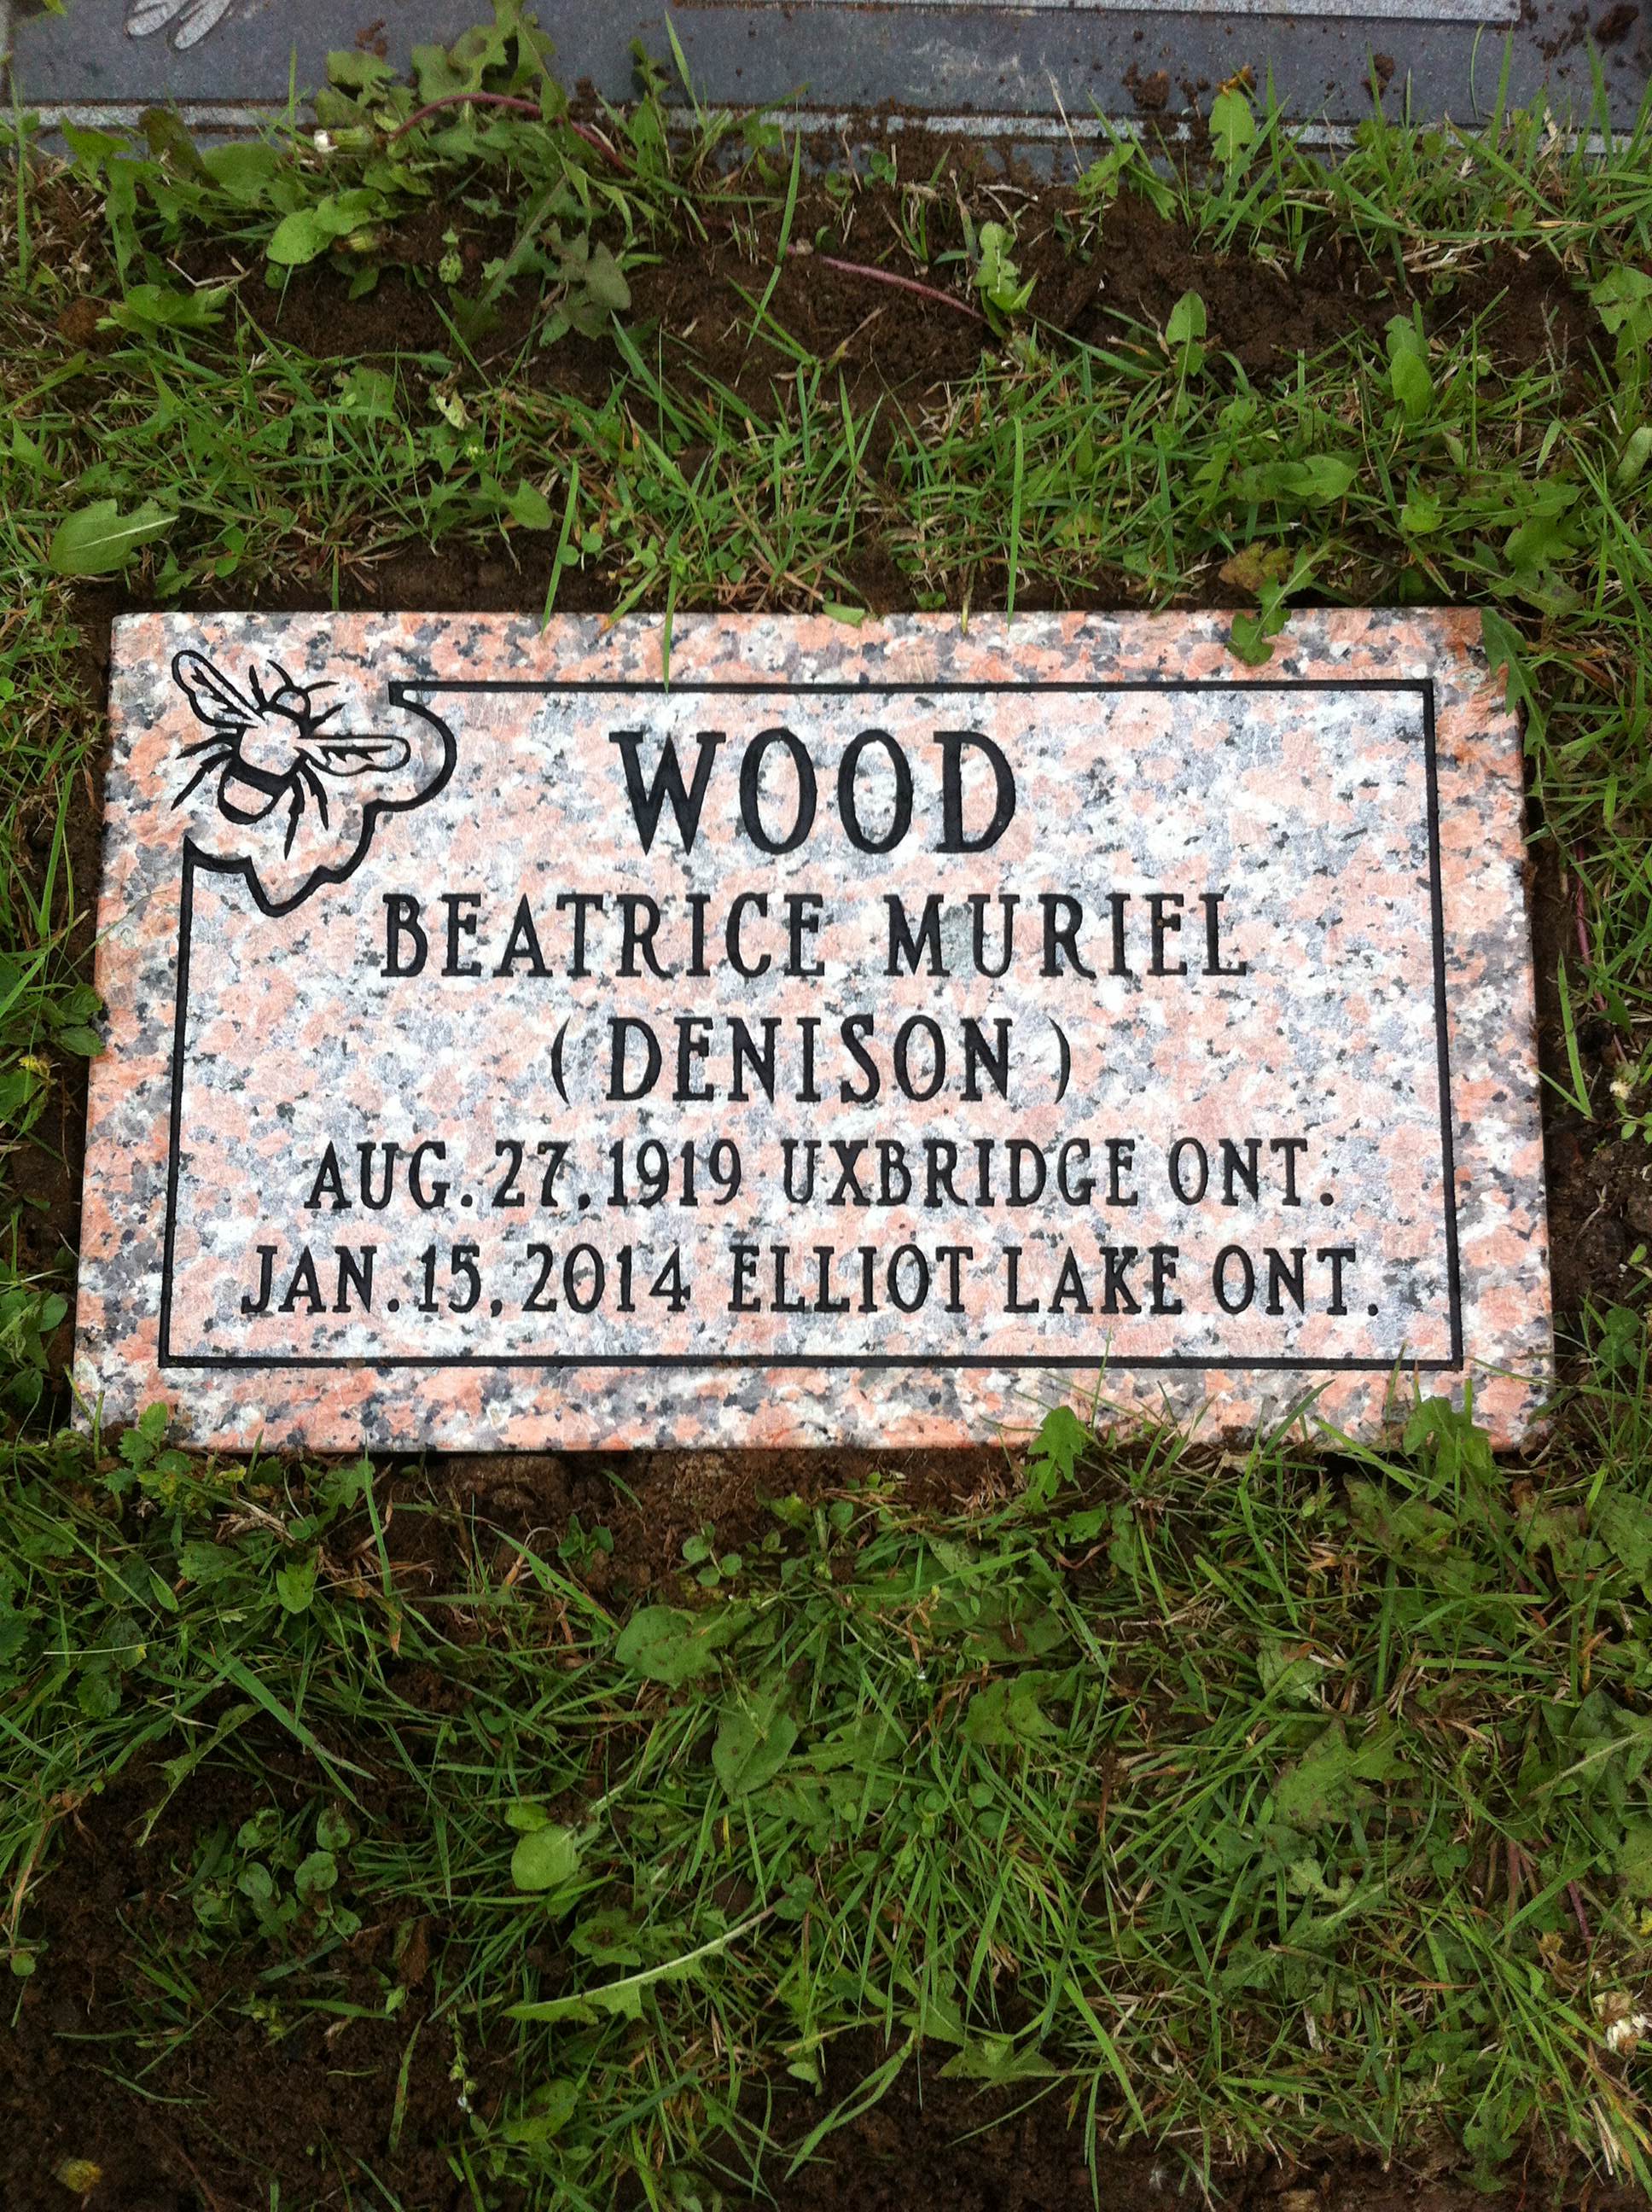 WOOD
BEATRICE MURIEL
(DENISON)
AUG. 27, 1919 UXBRIDGE ONT.
JAN. 15, 2014 ELLIOT LAKE ONT.